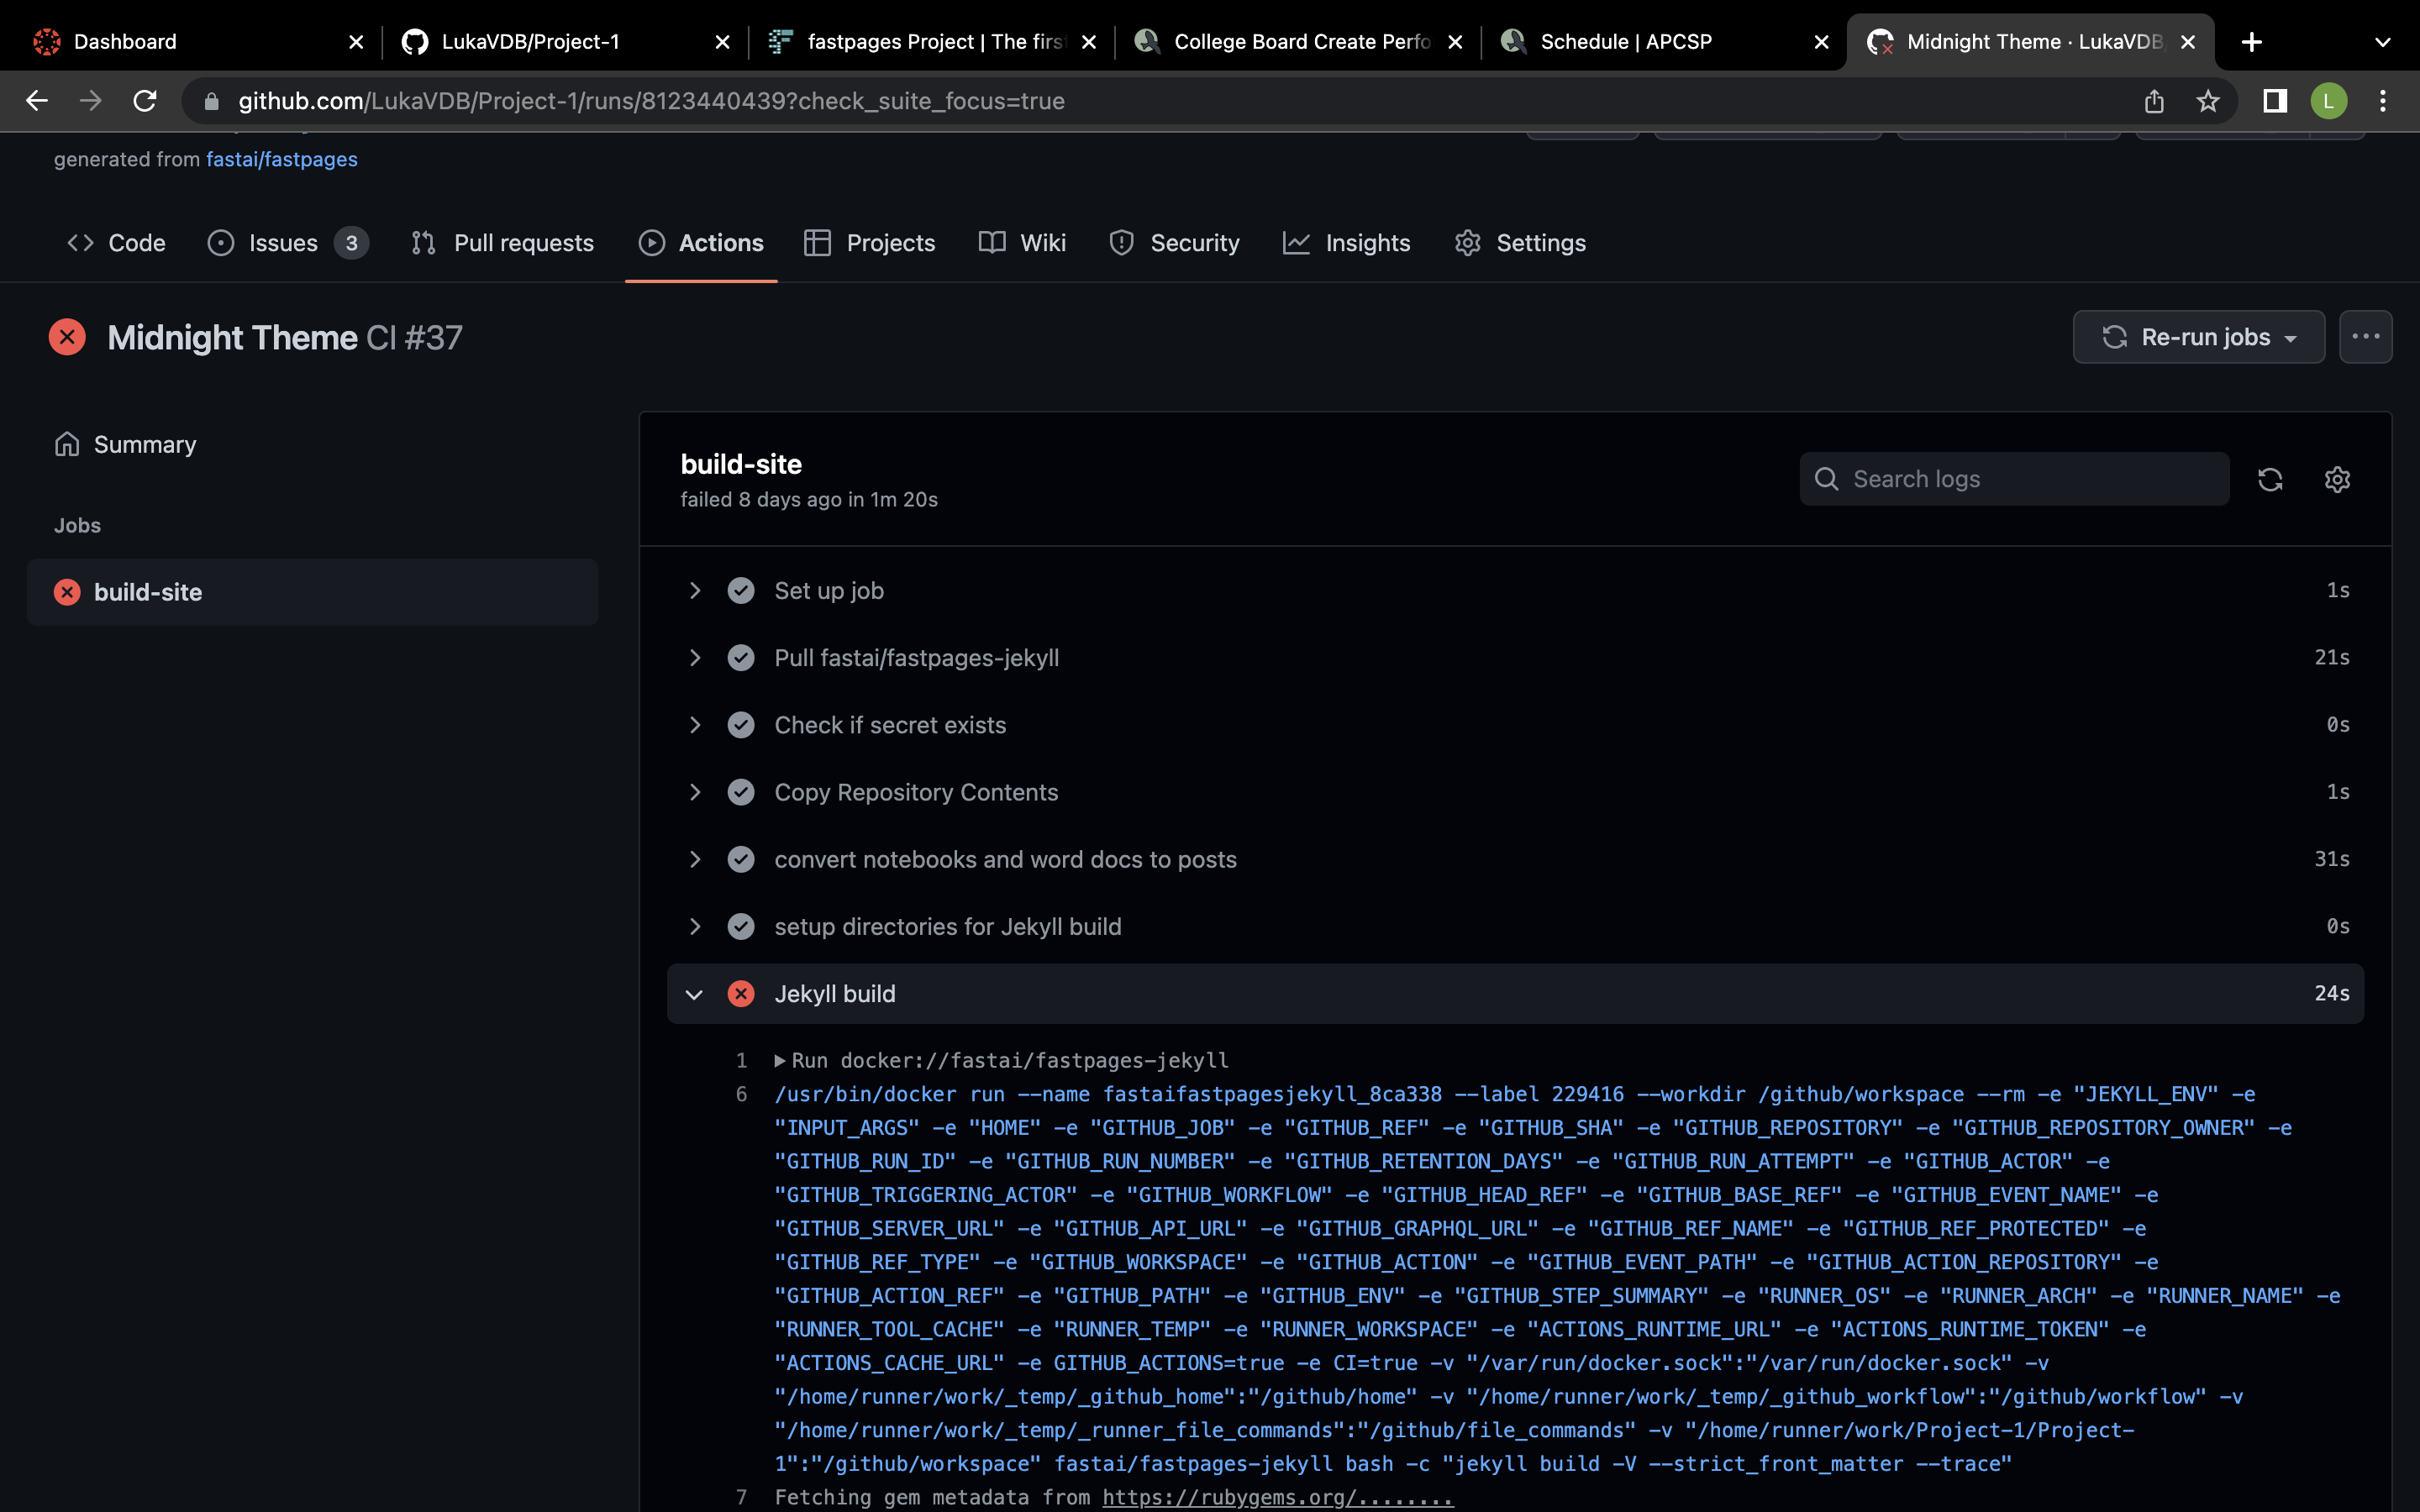 Dashboard
LukaVDB/Project-1
fastpages Project | The firs
College Board Create Perfo
Schedule | APCSP
Midnight Theme · LukaVDB
github.com/LukaVDB/Project-1/runs/8123440439?check_suite_focus=true
L
generated from fastai/fastpages
Code
Issues 3
Pull requests
Actions
Projects
Wiki
Security
Insights
Settings
Midnight Theme CI #37
Re-run jobs
Summary
Jobs
build-site
build-site
failed 8 days ago in 1m 20s
Search logs
Set up job 1s
Pull fastai/fastpages-jekyll 21s
Check if secret exists 0s
Copy Repository Contents 1s
convert notebooks and word docs to posts 31s
setup directories for Jekyll build 0s
Jekyll build 24s
1 Run docker://fastai/fastpages-jekyll
6 /usr/bin/docker run --name fastaifastpagesjekyll_8ca338 --label 229416 --workdir /github/workspace --rm -e "JEKYLL_ENV" -e
"INPUT_ARGS" -e "HOME" -e "GITHUB_JOB" -e "GITHUB_REF" -e "GITHUB_SHA" -e "GITHUB_REPOSITORY" -e "GITHUB_REPOSITORY_OWNER" -e
"GITHUB_RUN_ID" -e "GITHUB_RUN_NUMBER" -e "GITHUB_RETENTION_DAYS" -e "GITHUB_RUN_ATTEMPT" -e "GITHUB_ACTOR" -e
"GITHUB_TRIGGERING_ACTOR" -e "GITHUB_WORKFLOW" -e "GITHUB_HEAD_REF" -e "GITHUB_BASE_REF" -e "GITHUB_EVENT_NAME" -e
"GITHUB_SERVER_URL" -e "GITHUB_API_URL" -e "GITHUB_GRAPHQL_URL" -e "GITHUB_REF_NAME" -e "GITHUB_REF_PROTECTED" -e
"GITHUB_REF_TYPE" -e "GITHUB_WORKSPACE" -e "GITHUB_ACTION" -e "GITHUB_EVENT_PATH" -e "GITHUB_ACTION_REPOSITORY" -e
"GITHUB_ACTION_REF" -e "GITHUB_PATH" -e "GITHUB_ENV" -e "GITHUB_STEP_SUMMARY" -e "RUNNER_OS" -e "RUNNER_ARCH" -e "RUNNER_NAME" -e
"RUNNER_TOOL_CACHE" -e "RUNNER_TEMP" -e "RUNNER_WORKSPACE" -e "ACTIONS_RUNTIME_URL" -e "ACTIONS_RUNTIME_TOKEN" -e
"ACTIONS_CACHE_URL" -e GITHUB_ACTIONS=true -e CI=true -v "/var/run/docker.sock":"/var/run/docker.sock" -v
"/home/runner/work/_temp/_github_home":"/github/home" -v "/home/runner/work/_temp/_github_workflow":"/github/workflow" -v
"/home/runner/work/_temp/_runner_file_commands":"/github/file_commands" -v "/home/runner/work/Project-1/Project-
1":"/github/workspace" fastai/fastpages-jekyll bash -c "jekyll build -V --strict_front_matter --trace"
7 Fetching gem metadata from https://rubygems.org/........